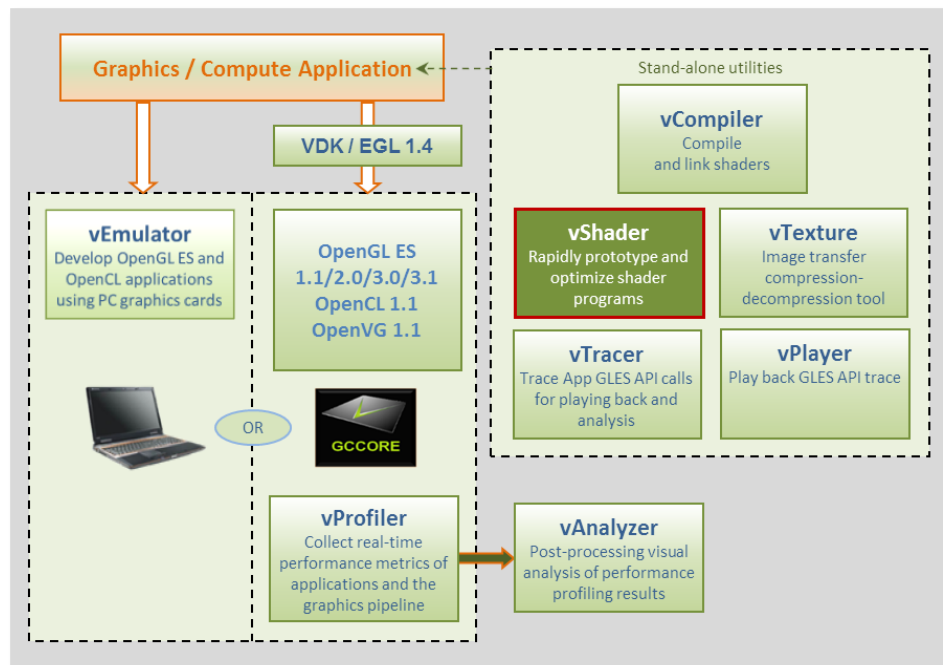 Graphics / Compute Application
Stand-alone utilities
VDK / EGL 1.4
vCompiler
Compile
and link shaders
vEmulator
Develop OpenGL ES and
OpenCL applications
using PC graphics cards
OpenGL ES
1.1/2.0/3.0/3.1
OpenCL 1.1
OpenVG 1.1
vShader
Rapidly prototype and
optimize shader
programs
vTexture
Image transfer
compression-
decompression tool
vTracer
Trace App GLES API calls
for playing back and
analysis
vPlayer
Play back GLES API trace
OR
GCCORE
vProfiler
Collect real-time
performance metrics of
applications and the
graphics pipeline
vAnalyzer
Post-processing visual
analysis of performance
profiling results